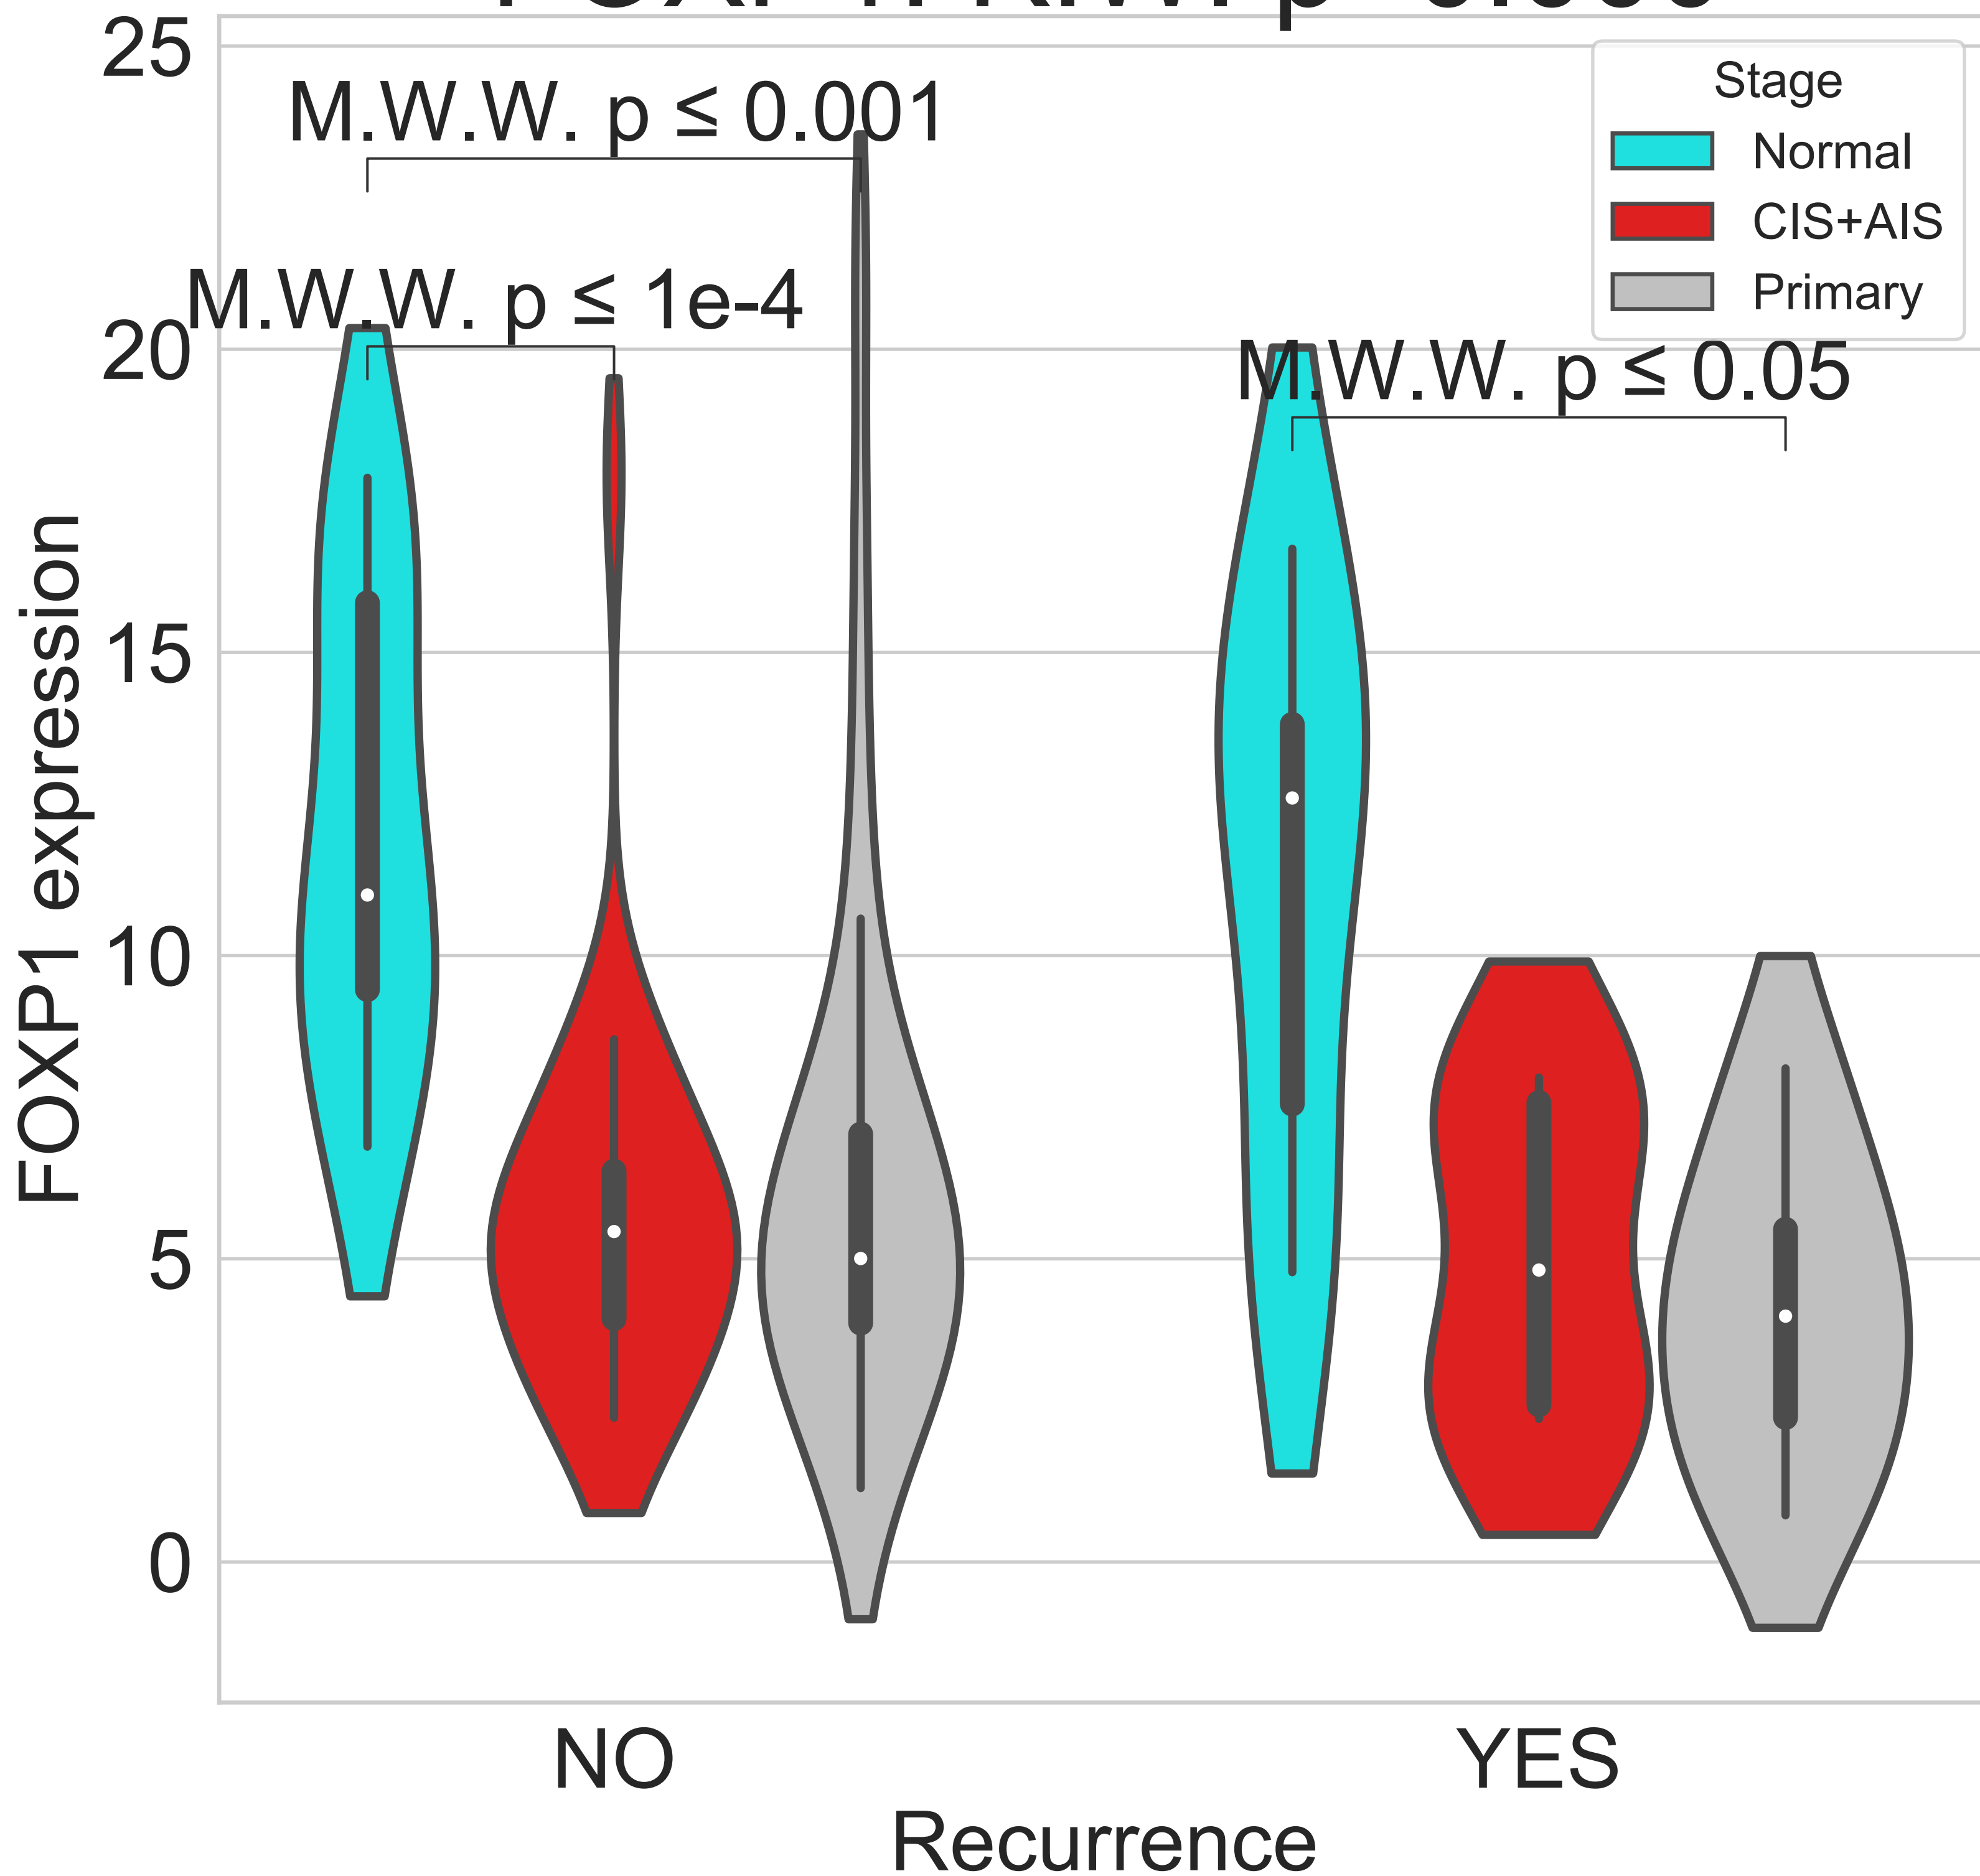 25
M.W.W. p ≤ 0.001
Stage
Normal
CIS+AIS
Primary
M.W.W. p ≤ 1e-4
20
M.W.W. p ≤ 0.05
15
10
5
0
FOXP1 expression
NO
YES
Recurrence